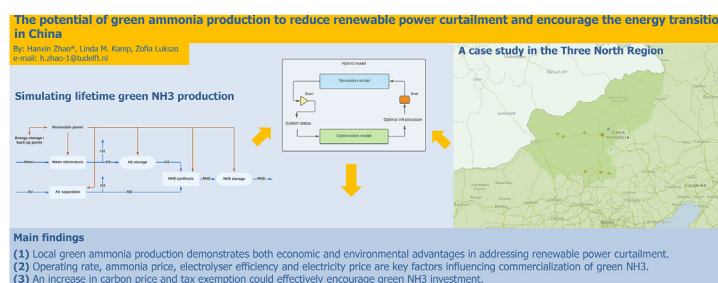 The potential of green ammonia production to reduce renewable power curtailment and encourage the energy transitio
in China
By: Hanxin Zhao*, Linda M. Kamp, Zofia Lukszo
e-mail: h.zhao-1@tudelft.nl
Simulating lifetime green NH3 production
Renewable power
Energy storage /
back-up power
O2
Water
Water electrolysis
H2
H2 storage
H2
NH3 synthesis
NH3
NH3 storage
NH3
O2
Air
Air separation
N2
Hybrid model
Simulation model
Start
End
System status
Optimal infrastructure
Optimization model
A case study in the Three North Region
INNER
MONGOLIA
LIAONING
Main findings
(1) Local green ammonia production demonstrates both economic and environmental advantages in addressing renewable power curtailment.
(2) Operating rate, ammonia price, electrolyser efficiency and electricity price are key factors influencing commercialization of green NH3.
(3) An increase in carbon price and tax exemption could effectively encourage green NH3 investment.